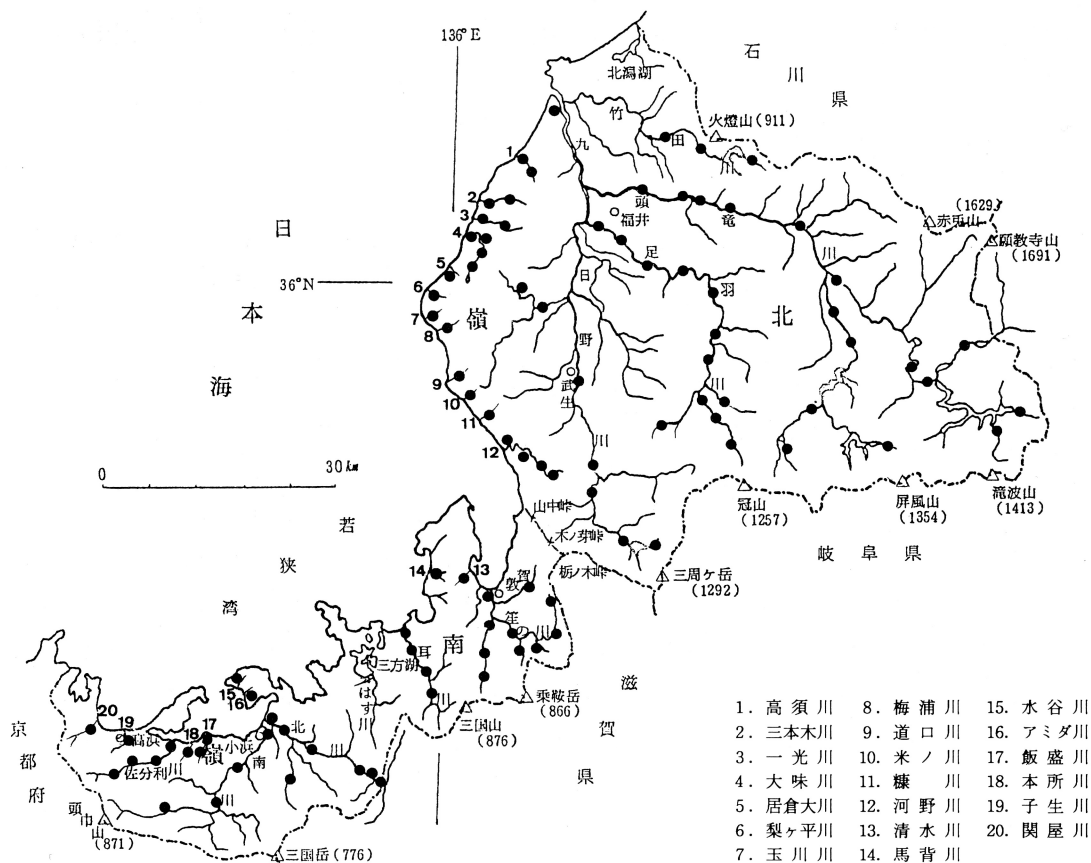 136°E
石川県
北潟湖
竹田川
火燈山(911)
九頭竜川
1
2
3
4
5
6
7
8
9
10
11
12
福井
足羽川
(1629)
赤兎山
願教寺山
(1691)
日本海
36°N
嶺北
日野川
武生
0 30km
山中峠
木ノ芽峠
栃ノ木峠
冠山
(1257)
屏風山
(1354)
滝波山
(1413)
岐阜県
三周ヶ岳
(1292)
若狭湾
14
13
敦賀
笙の川
嶺南
三方湖
耳川
はす川
乗鞍岳
(866)
三国山
(876)
滋賀県
15
16
20
19
18
17
高浜
小浜
北川
南川
佐分利川
京都府
頭巾山
(871)
三国岳(776)
1. 高須川
2. 三本木川
3. 一光川
4. 大味川
5. 居倉大川
6. 梨ヶ平川
7. 玉川川
8. 梅浦川
9. 道口川
10. 米ノ川
11. 糠川
12. 河野川
13. 清水川
14. 馬背川
15. 水谷川
16. アミダ川
17. 飯盛川
18. 本所川
19. 子生川
20. 関屋川